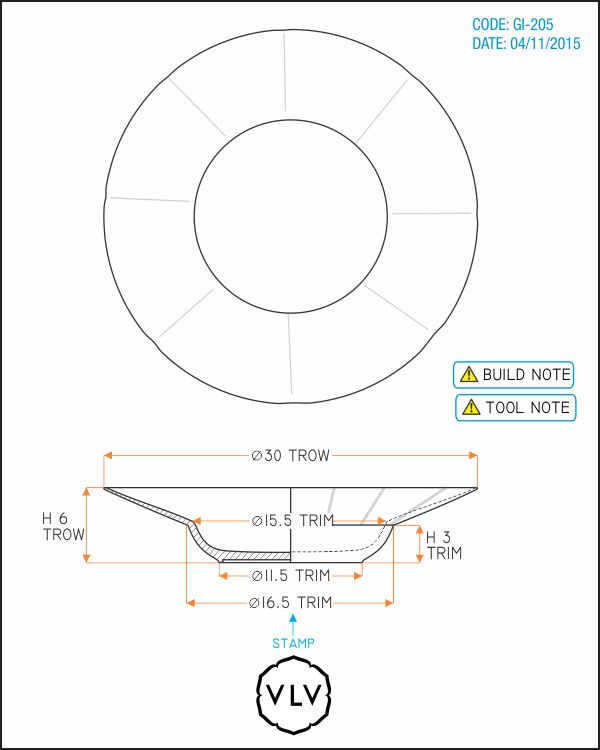 CODE: GI-205
DATE: 04/11/2015
BUILD NOTE
TOOL NOTE
Ø30 TROW
H 6
TROW
Ø15.5 TRIM
H 3
TRIM
Ø11.5 TRIM
Ø16.5 TRIM
STAMP
VLV